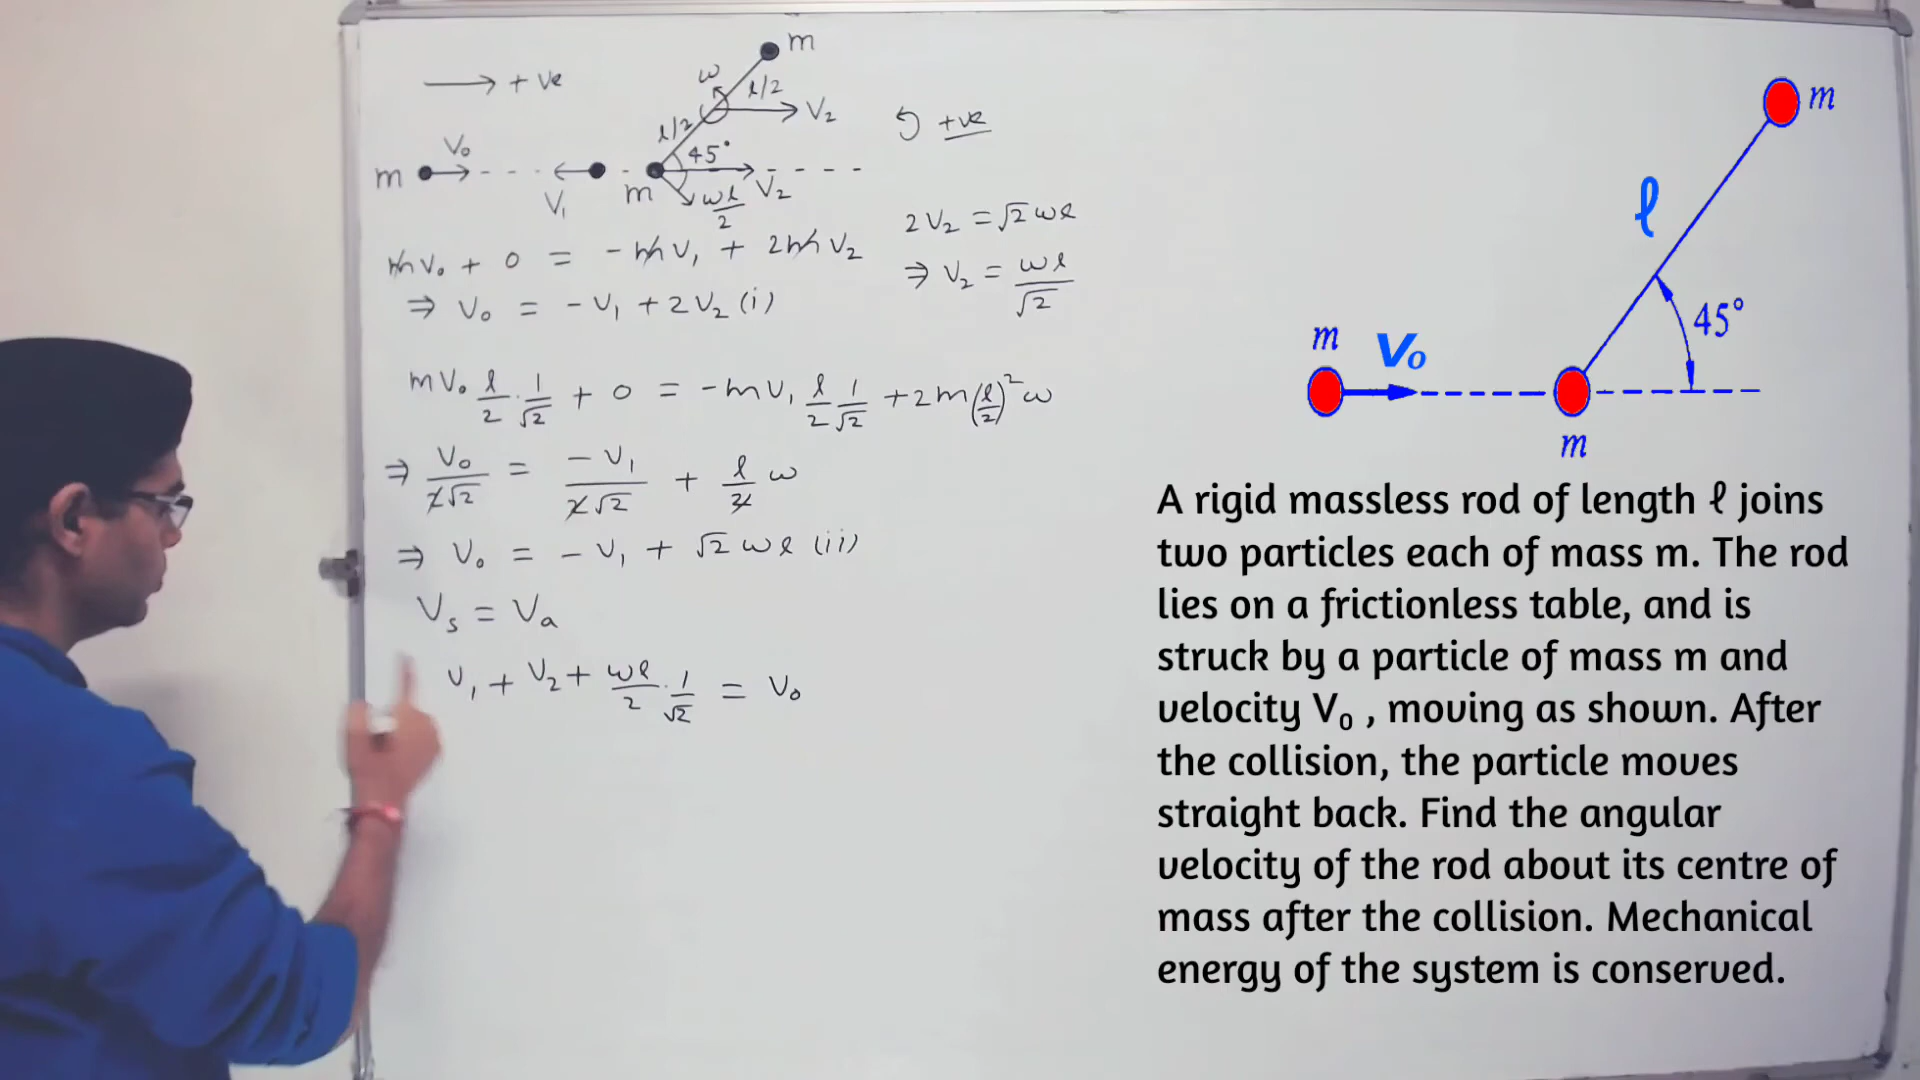 → + ve
m V₀
V₁
m
ω
l/2 l/2
m
V₂
45°
ωl/2 V₂
↺ +ve
mv₀ + 0 = - mv₁ + 2m v₂
⇒ v₀ = - v₁ + 2v₂ (i)
2v₂ = √2 ωl
⇒ v₂ = ωl/√2
mv₀ l/2 · 1/√2 + 0 = - mv₁ l/2 · 1/√2 + 2m(l/2)² ω
⇒ v₀/2√2 = - v₁/2√2 + l/2 ω
⇒ v₀ = - v₁ + √2 ωl (ii)
Vs = Va
v₁ + v₂ + ωl/2 · 1/√2 = v₀
m
ℓ
45°
m V₀
m
A rigid massless rod of length ℓ joins
two particles each of mass m. The rod
lies on a frictionless table, and is
struck by a particle of mass m and
velocity V₀ , moving as shown. After
the collision, the particle moves
straight back. Find the angular
velocity of the rod about its centre of
mass after the collision. Mechanical
energy of the system is conserved.